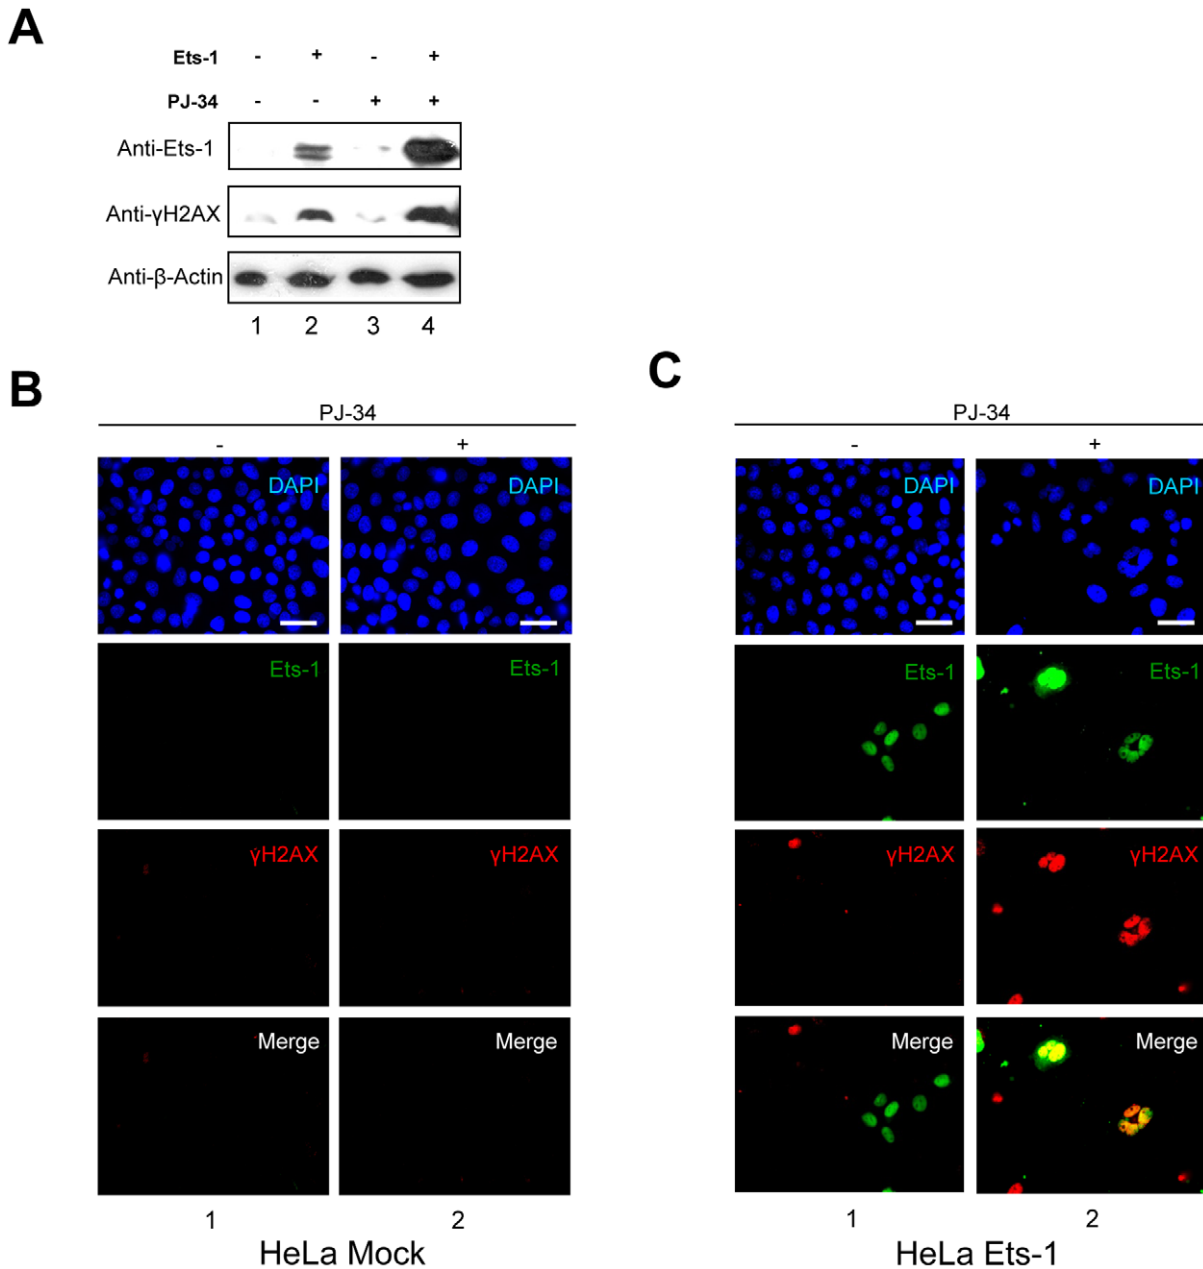 A
Ets-1 - + - +
PJ-34 - - + +
Anti-Ets-1
Anti-γH2AX
Anti-β-Actin
1 2 3 4
B
PJ-34
- +
DAPI DAPI
Ets-1 Ets-1
γH2AX γH2AX
Merge Merge
1 2
HeLa Mock
C
PJ-34
- +
DAPI DAPI
Ets-1 Ets-1
γH2AX γH2AX
Merge Merge
1 2
HeLa Ets-1